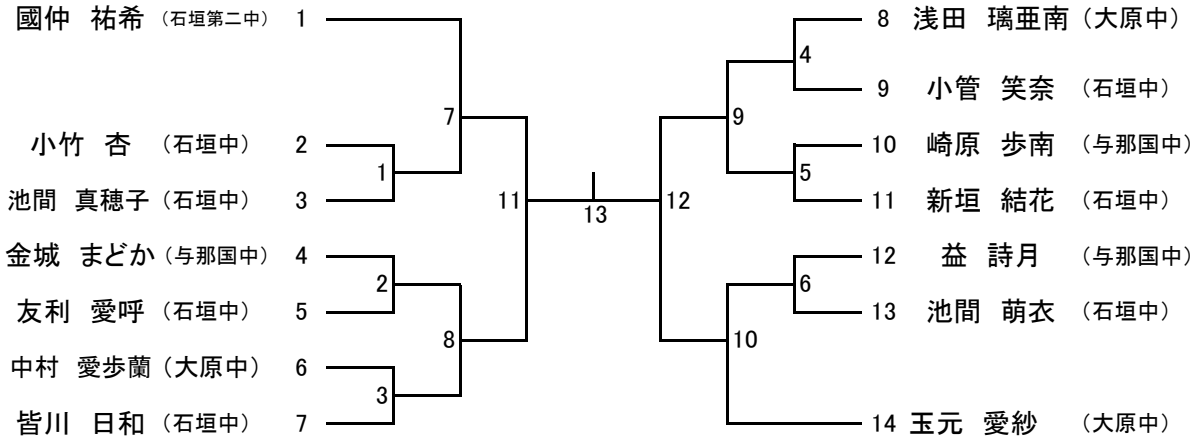 國仲 祐希 (石垣第二中) 1
小竹 杏 (石垣中) 2
池間 真穂子 (石垣中) 3
金城 まどか (与那国中) 4
友利 愛呼 (石垣中) 5
中村 愛歩蘭 (大原中) 6
皆川 日和 (石垣中) 7
1
2
3
7
8
11
13
12
9
10
4
5
6
8 浅田 璃亜南 (大原中)
9 小管 笑奈 (石垣中)
10 崎原 歩南 (与那国中)
11 新垣 結花 (石垣中)
12 益 詩月 (与那国中)
13 池間 萌衣 (石垣中)
14 玉元 愛紗 (大原中)